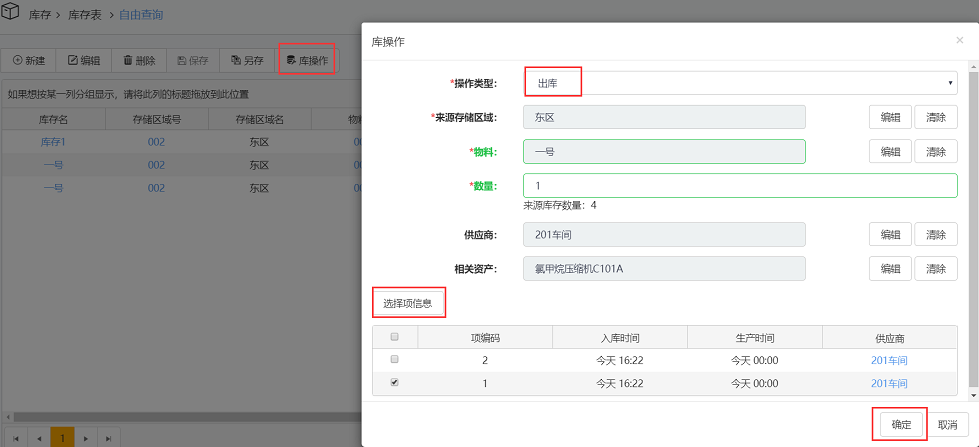 库存 > 库存表 > 自由查询
新建 编辑 删除 保存 另存 库操作
如果想按某一列分组显示，请将此列的标题拖放到此位置
库存名 存储区域号 存储区域名
库存1 002 东区
一号 002 东区
一号 002 东区
1
库操作 ×
*操作类型： 出库
*来源存储区域： 东区 编辑 清除
*物料： 一号 编辑 清除
*数量： 1
来源库存数量：4
供应商： 201车间 编辑 清除
相关资产： 氯甲烷压缩机C101A 编辑 清除
选择项信息
项编码 入库时间 生产时间 供应商
2 今天 16:22 今天 00:00 201车间
1 今天 16:22 今天 00:00 201车间
确定 取消